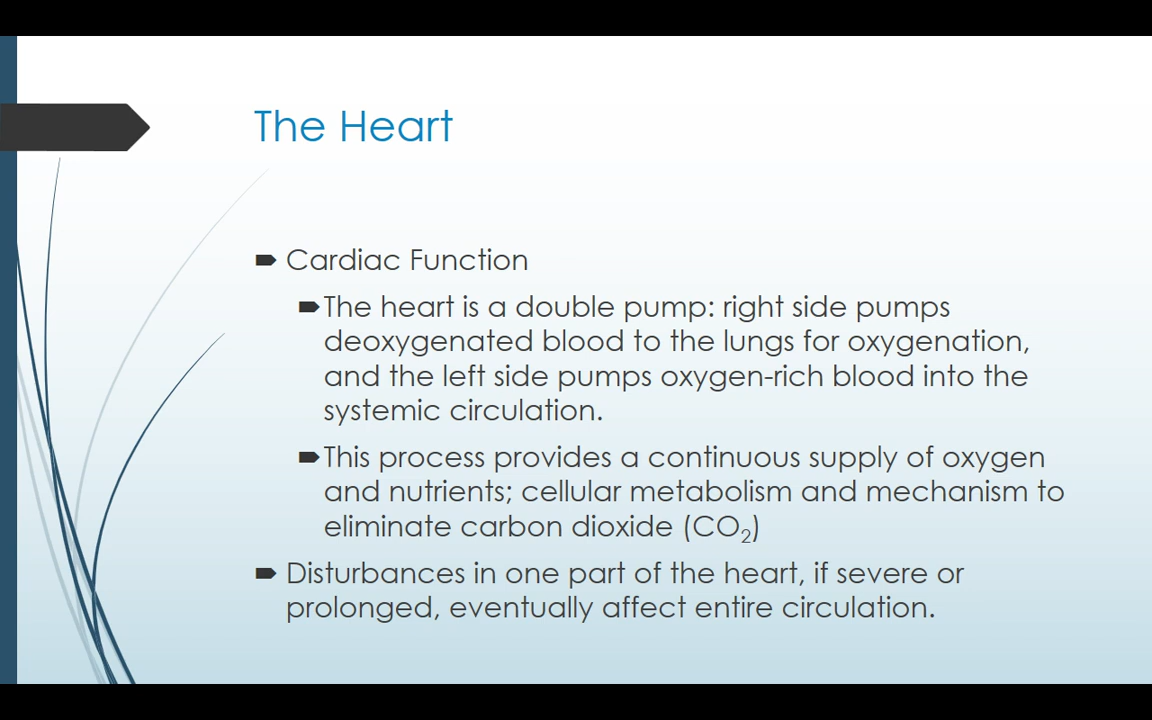 The Heart
Cardiac Function
The heart is a double pump: right side pumps
deoxygenated blood to the lungs for oxygenation,
and the left side pumps oxygen-rich blood into the
systemic circulation.
This process provides a continuous supply of oxygen
and nutrients; cellular metabolism and mechanism to
eliminate carbon dioxide (CO₂)
Disturbances in one part of the heart, if severe or
prolonged, eventually affect entire circulation.